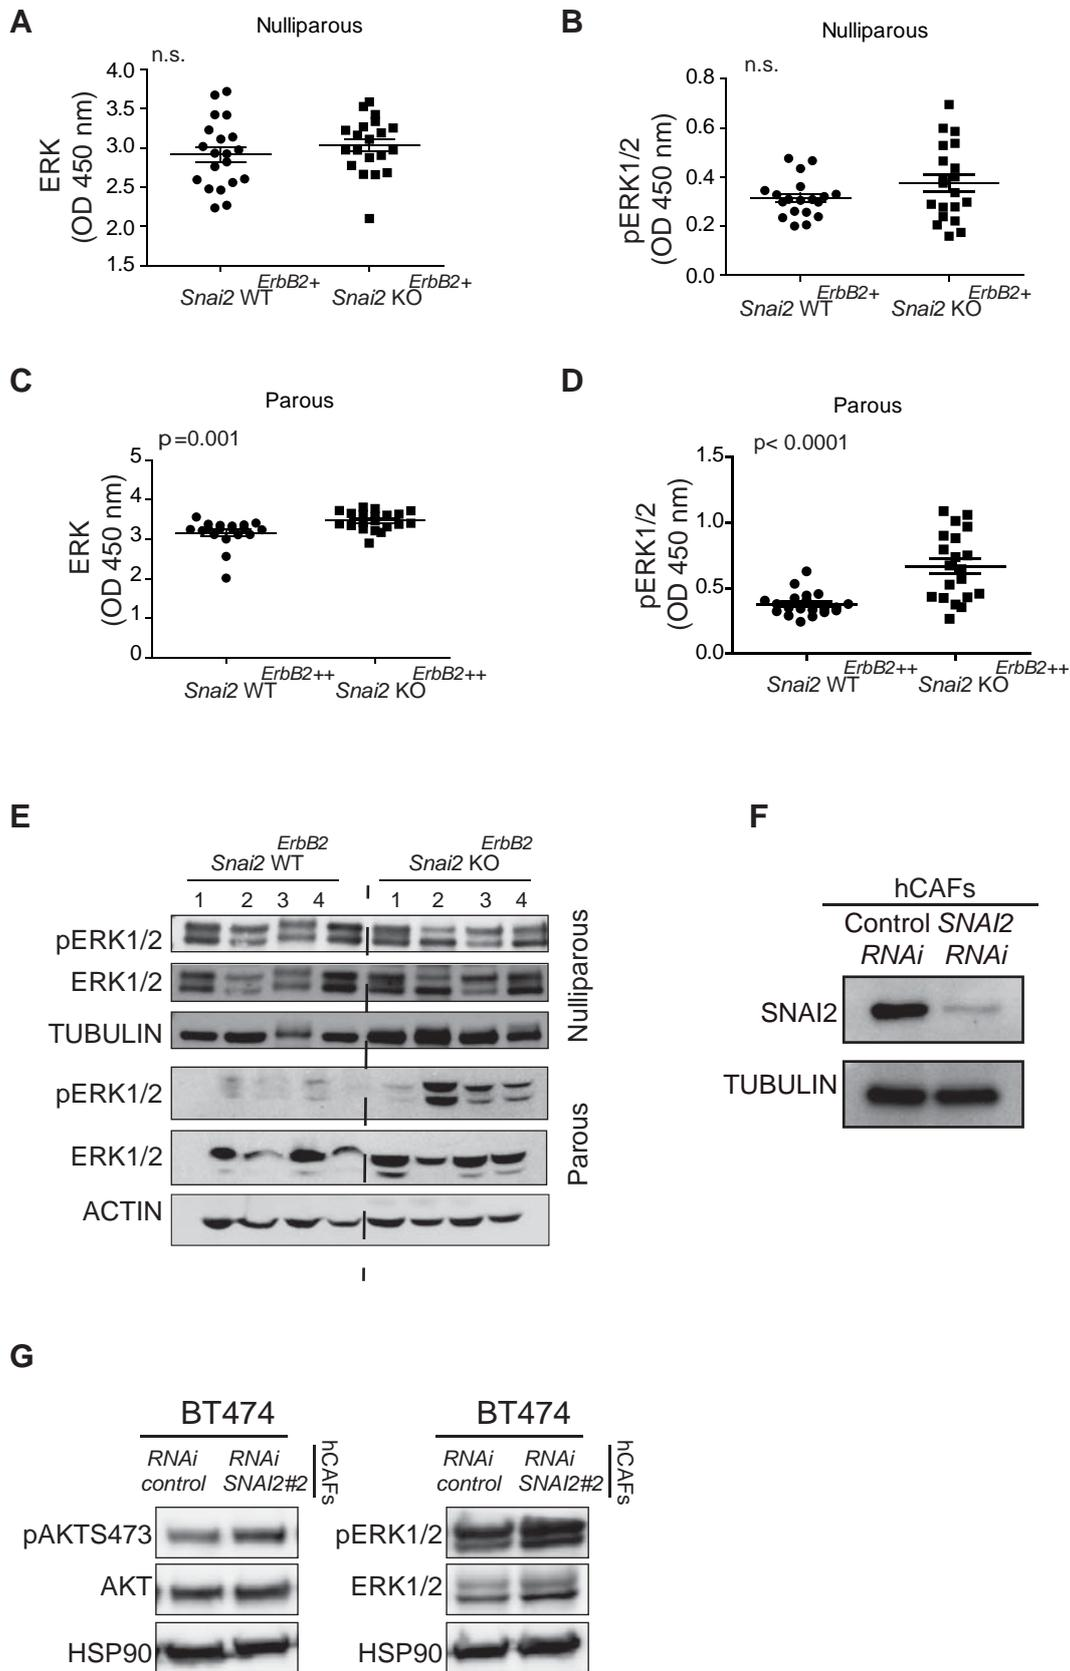 A
Nulliparous
n.s.
4.0
3.5
3.0
2.5
2.0
1.5
ERK
(OD 450 nm)
Snai2 WT ErbB2+
Snai2 KO ErbB2+
B
Nulliparous
n.s.
0.8
0.6
0.4
0.2
0.0
pERK1/2
(OD 450 nm)
Snai2 WT ErbB2+
Snai2 KO ErbB2+
C
Parous
p=0.001
5
4
3
2
1
0
ERK
(OD 450 nm)
Snai2 WT ErbB2++
Snai2 KO ErbB2++
D
Parous
p< 0.0001
1.5
1.0
0.5
0.0
pERK1/2
(OD 450 nm)
Snai2 WT ErbB2++
Snai2 KO ErbB2++
E
Snai2 WT ErbB2
Snai2 KO ErbB2
1 2 3 4 1 2 3 4
pERK1/2
ERK1/2
TUBULIN
Nulliparous
pERK1/2
ERK1/2
ACTIN
Parous
F
hCAFs
Control SNAI2
RNAi RNAi
SNAI2
TUBULIN
G
BT474
RNAi RNAi
control SNAI2#2
hCAFs
pAKTS473
AKT
HSP90
BT474
RNAi RNAi
control SNAI2#2
hCAFs
pERK1/2
ERK1/2
HSP90